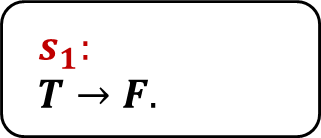 s₁:
T → F.